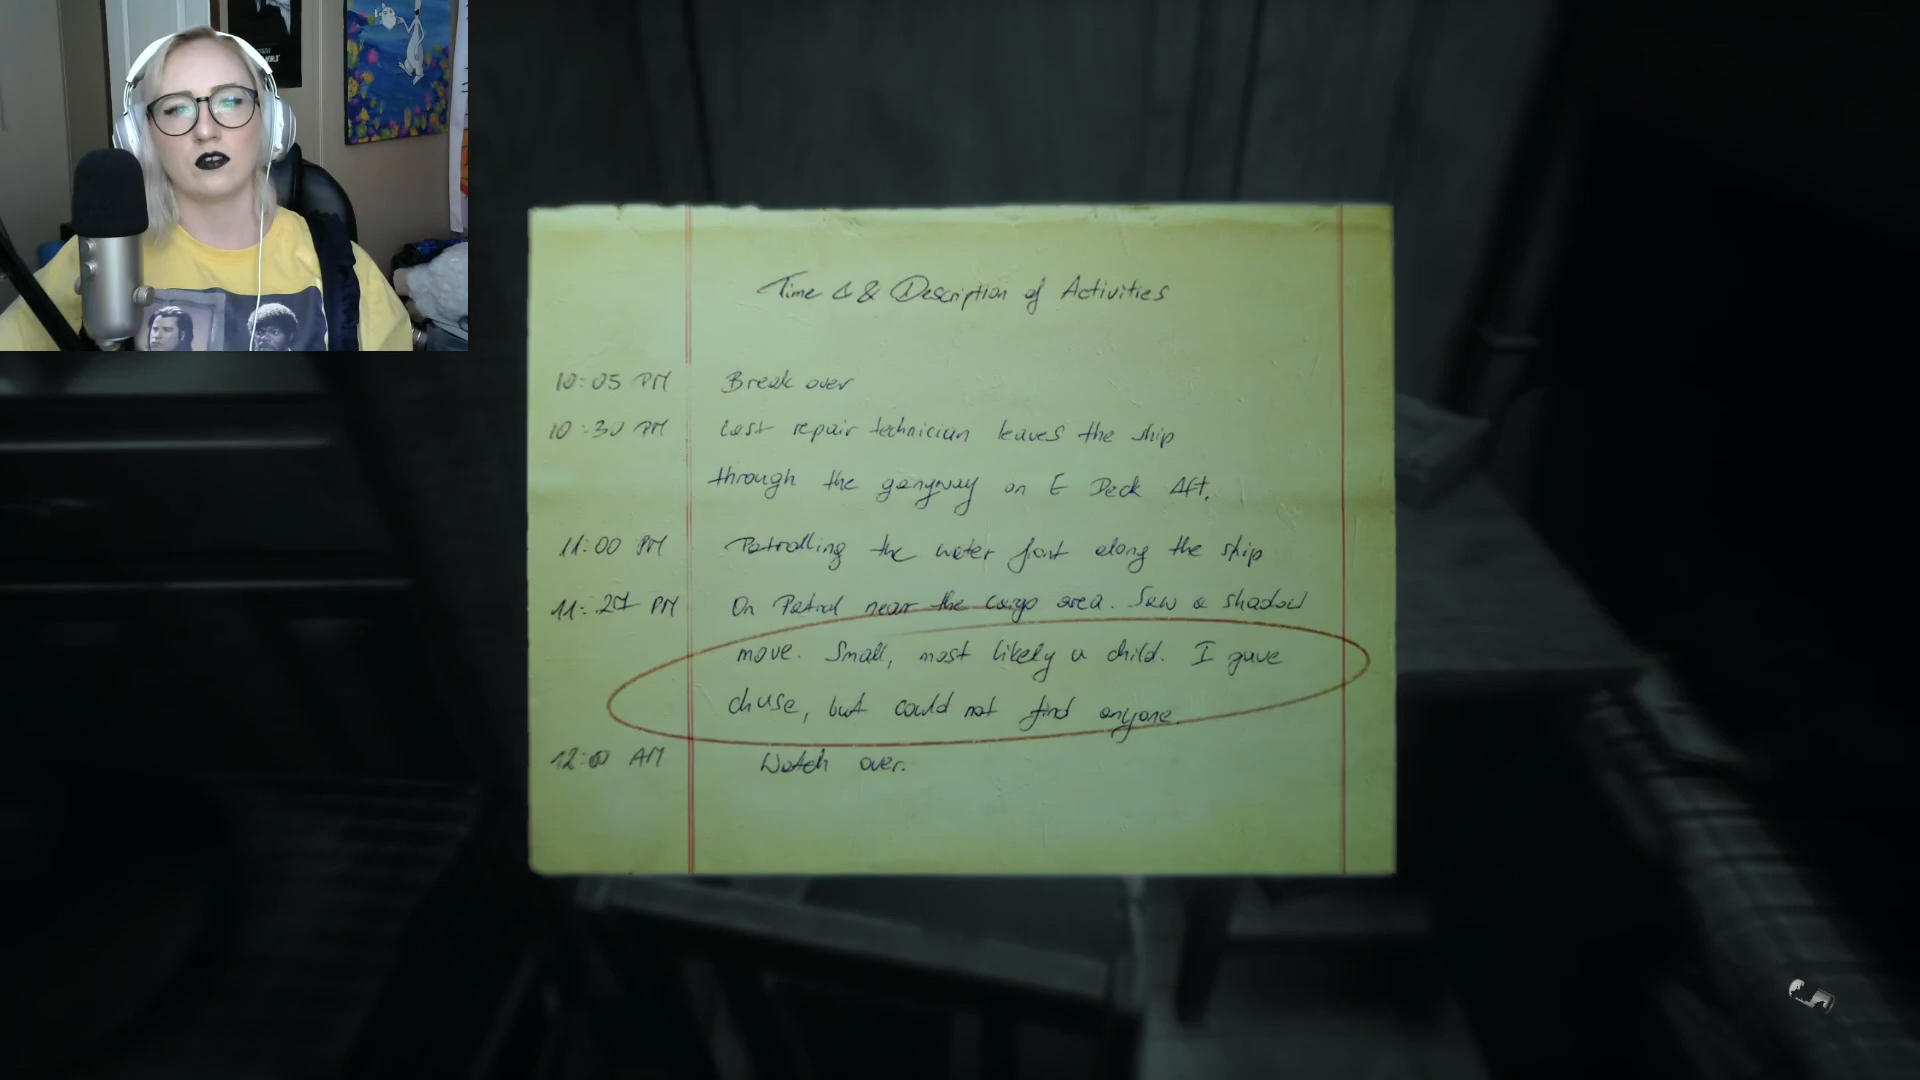 Time & Description of Activities
10:05 PM Break over
10:30 PM Last repair technician leaves the ship
through the gangway on E Deck Aft.
11:00 PM Patrolling the water font along the ship
11:27 PM On Patrol near the cargo area. Saw a shadow
move. Small, most likely a child. I gave
chase, but could not find anyone.
12:00 AM Watch over.